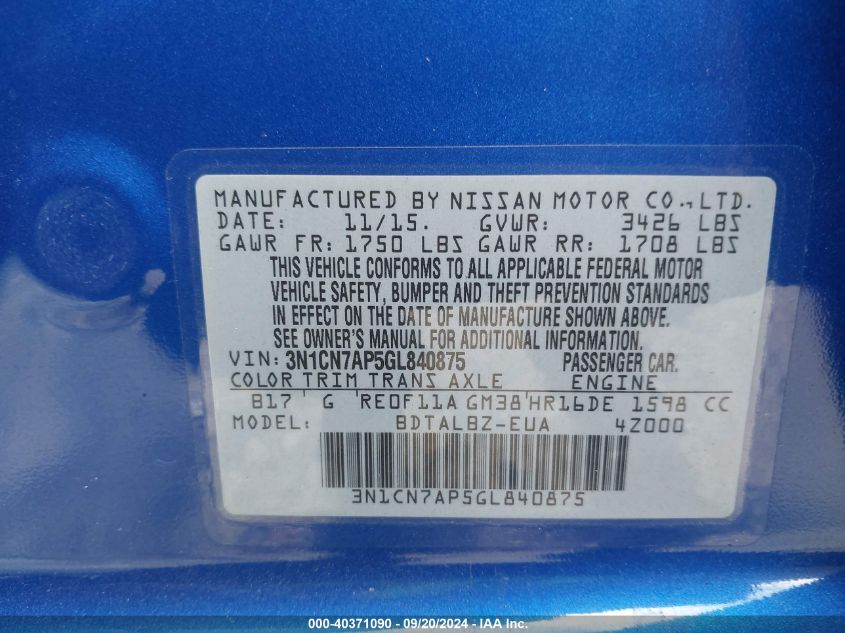 MANUFACTURED BY NISSAN MOTOR CO., LTD.
DATE: 11/15. GVWR: 3426 LBS
GAWR FR: 1750 LBS GAWR RR: 1708 LBS
THIS VEHICLE CONFORMS TO ALL APPLICABLE FEDERAL MOTOR
VEHICLE SAFETY, BUMPER AND THEFT PREVENTION STANDARDS
IN EFFECT ON THE DATE OF MANUFACTURE SHOWN ABOVE.
SEE OWNER'S MANUAL FOR ADDITIONAL INFORMATION.
VIN: 3N1CN7AP5GL840875 PASSENGER CAR.
COLOR TRIM TRANS AXLE ENGINE
B17 G RE0F11A GM38 HR16DE 1598 CC
MODEL: BDTALBZ-EUA 4Z000
3N1CN7AP5GL840875
000-40371090 - 09/20/2024 - IAA Inc.